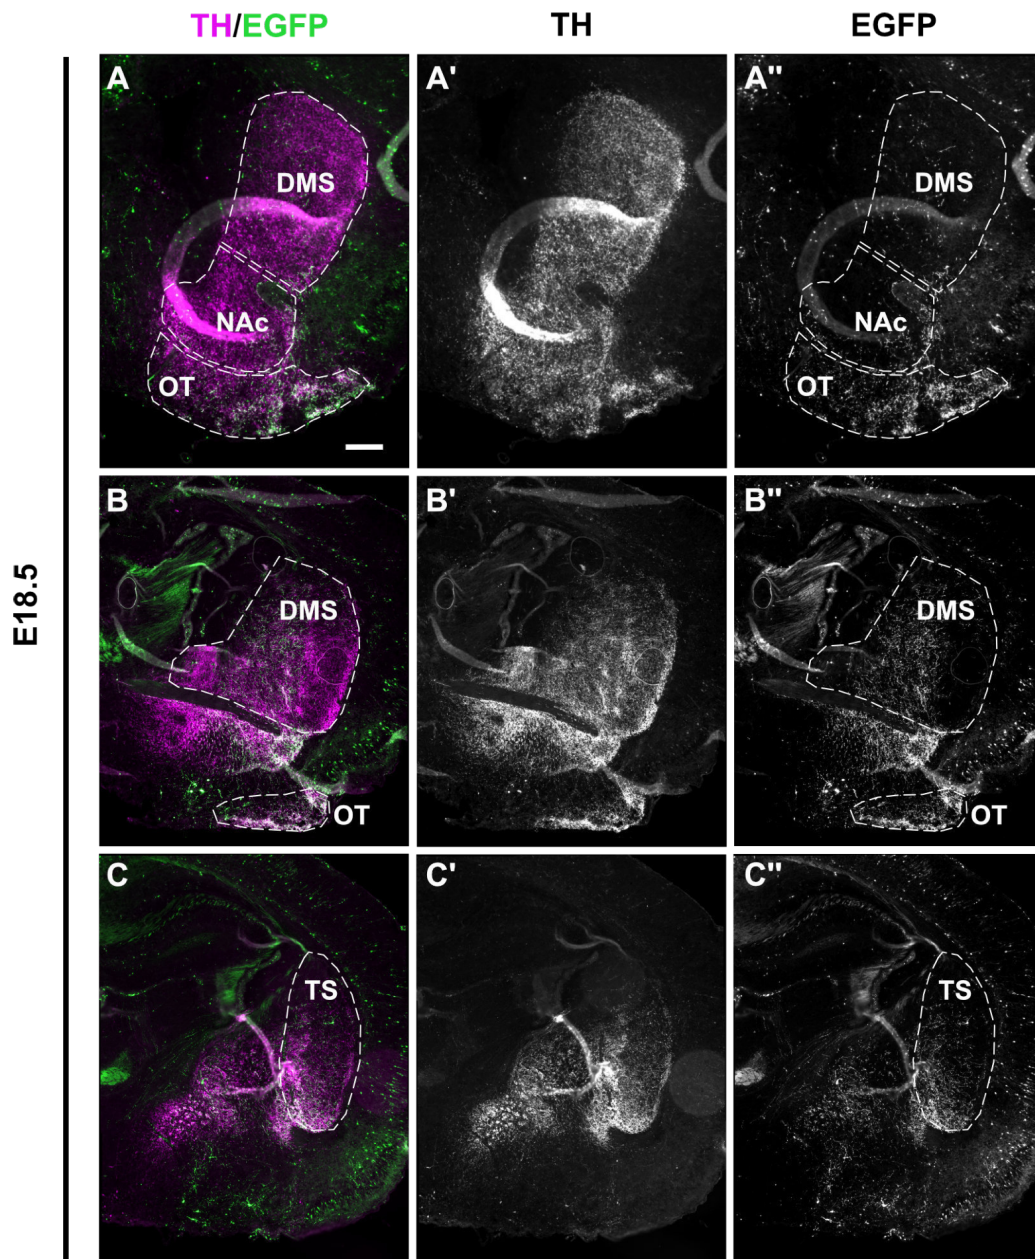 TH/EGFP TH EGFP
E18.5
A A' A''
DMS DMS
NAc NAc
OT OT
B B' B''
DMS DMS
OT OT
C C' C''
TS TS